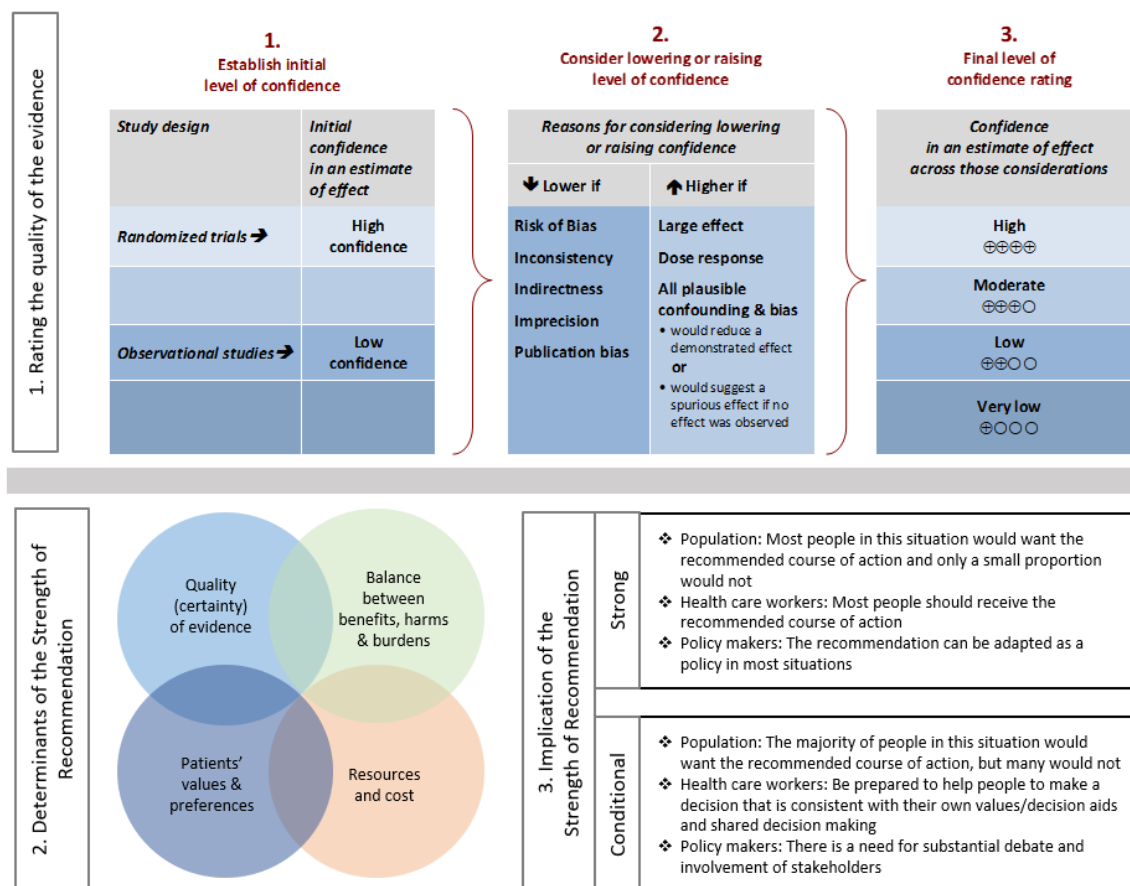 1. Rating the quality of the evidence
1.
Establish initial
level of confidence
Study design
Initial
confidence
in an estimate
of effect
Randomized trials ➔
High
confidence
Observational studies ➔
Low
confidence
2.
Consider lowering or raising
level of confidence
Reasons for considering lowering
or raising confidence
🡇 Lower if
🡅 Higher if
Risk of Bias
Inconsistency
Indirectness
Imprecision
Publication bias
Large effect
Dose response
All plausible
confounding & bias
• would reduce a
demonstrated effect
or
• would suggest a
spurious effect if no
effect was observed
3.
Final level of
confidence rating
Confidence
in an estimate of effect
across those considerations
High
⊕⊕⊕⊕
Moderate
⊕⊕⊕○
Low
⊕⊕○○
Very low
⊕○○○
2. Determinants of the Strength of
Recommendation
Quality
(certainty)
of evidence
Balance
between
benefits, harms
& burdens
Patients’
values &
preferences
Resources
and cost
3. Implication of the
Strength of Recommendation
Strong
❖ Population: Most people in this situation would want the
recommended course of action and only a small proportion
would not
❖ Health care workers: Most people should receive the
recommended course of action
❖ Policy makers: The recommendation can be adapted as a
policy in most situations
Conditional
❖ Population: The majority of people in this situation would
want the recommended course of action, but many would not
❖ Health care workers: Be prepared to help people to make a
decision that is consistent with their own values/decision aids
and shared decision making
❖ Policy makers: There is a need for substantial debate and
involvement of stakeholders